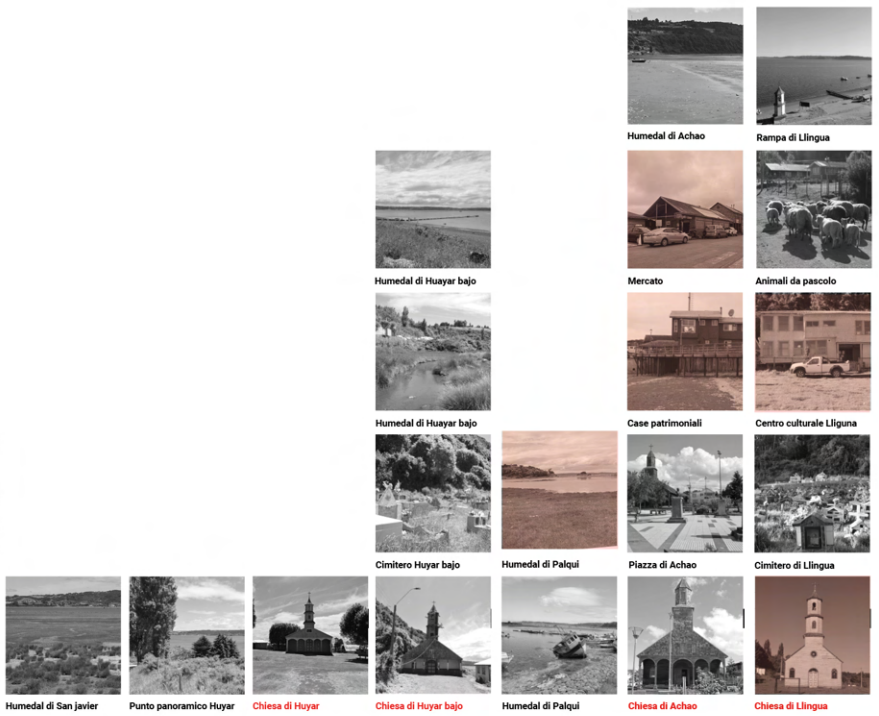 Humedal di Achao
Rampa di Llingua
Humedal di Huayar bajo
Mercato
Animali da pascolo
Humedal di Huayar bajo
Case patrimoniali
Centro culturale Lliguna
Cimitero Huyar bajo
Humedal di Palqui
Piazza di Achao
Cimitero di Llingua
Humedal di San javier
Punto panoramico Huyar
Chiesa di Huyar
Chiesa di Huyar bajo
Humedal di Palqui
Chiesa di Achao
Chiesa di Llingua